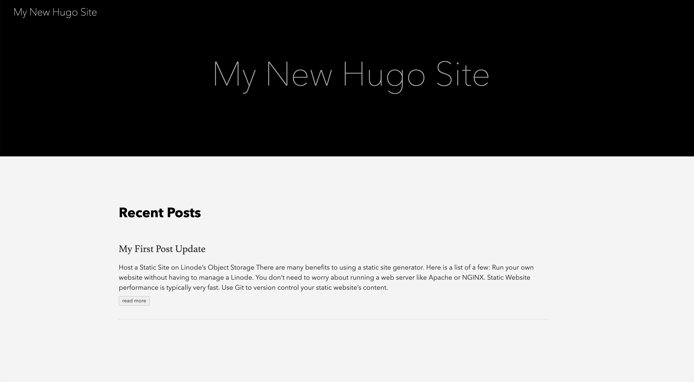 My New Hugo Site
My New Hugo Site
Recent Posts
My First Post Update
Host a Static Site on Linode's Object Storage There are many benefits to using a static site generator. Here is a list of a few: Run your own
website without having to manage a Linode. You don't need to worry about running a web server like Apache or NGINX. Static Website
performance is typically very fast. Use Git to version control your static website's content.
read more